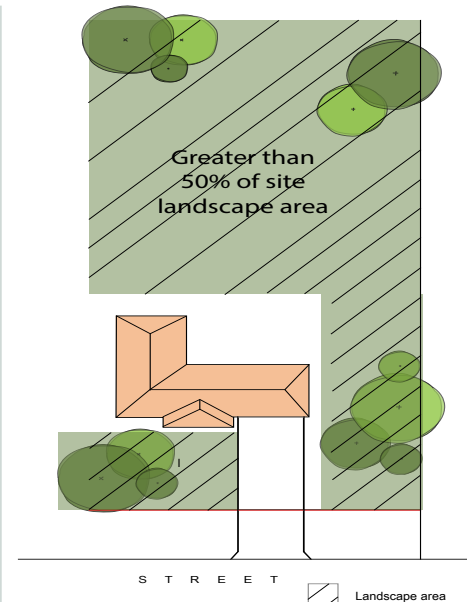 Greater than
50% of site
landscape area
S T R E E T
Landscape area